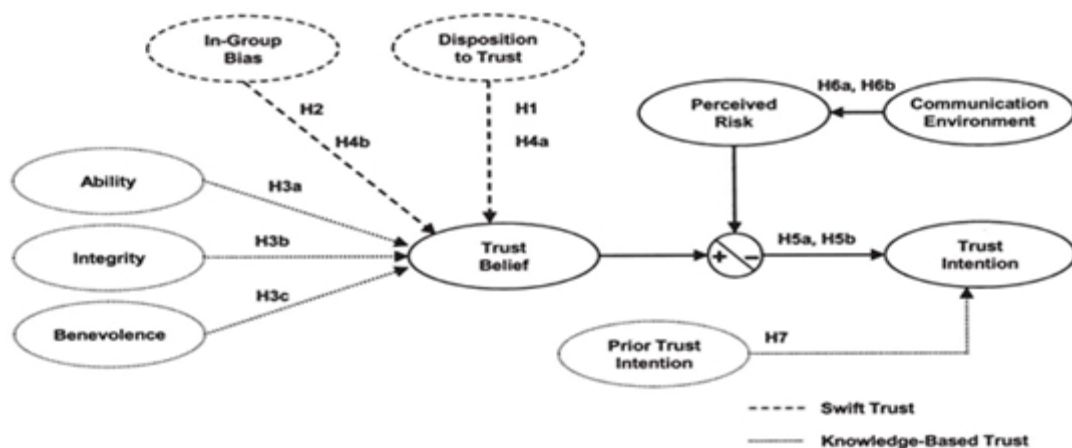 In-Group
Bias
Disposition
to Trust
H2
H4b
H1
H4a
H6a, H6b
Perceived
Risk
Communication
Environment
Ability
H3a
Integrity
H3b
Benevolence
H3c
Trust
Belief
+ −
H5a, H5b
Trust
Intention
Prior Trust
Intention
H7
Swift Trust
Knowledge-Based Trust